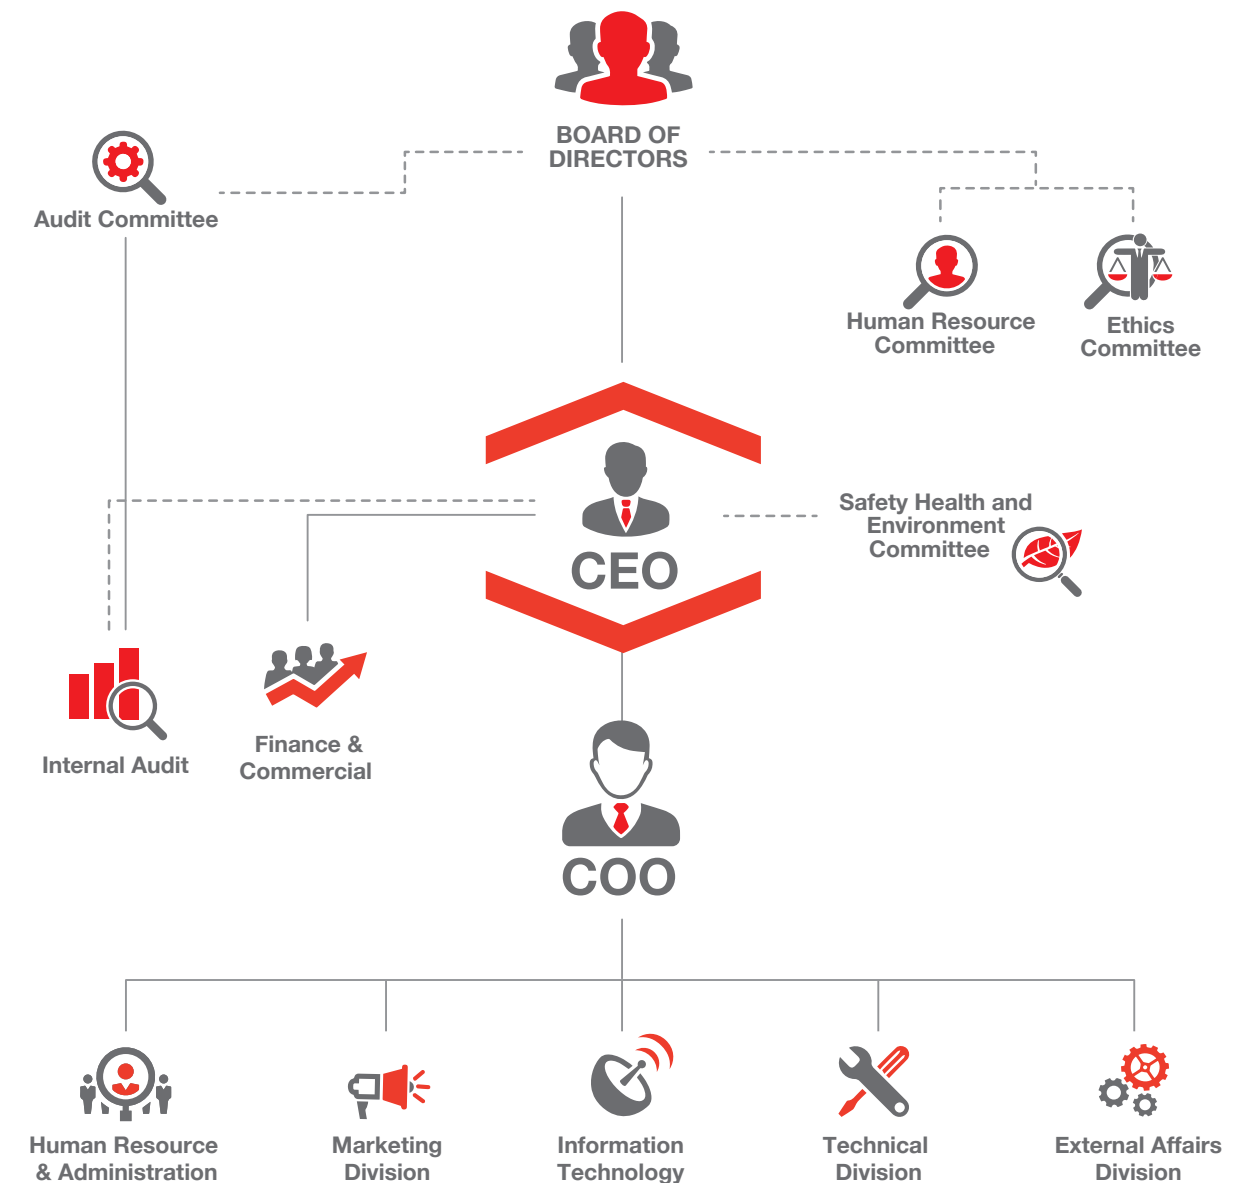 BOARD OF
DIRECTORS
Audit Committee
Human Resource
Committee
Ethics
Committee
Safety Health and
Environment
Committee
CEO
Internal Audit
Finance &
Commercial
COO
Human Resource
& Administration
Marketing
Division
Information
Technology
Technical
Division
External Affairs
Division